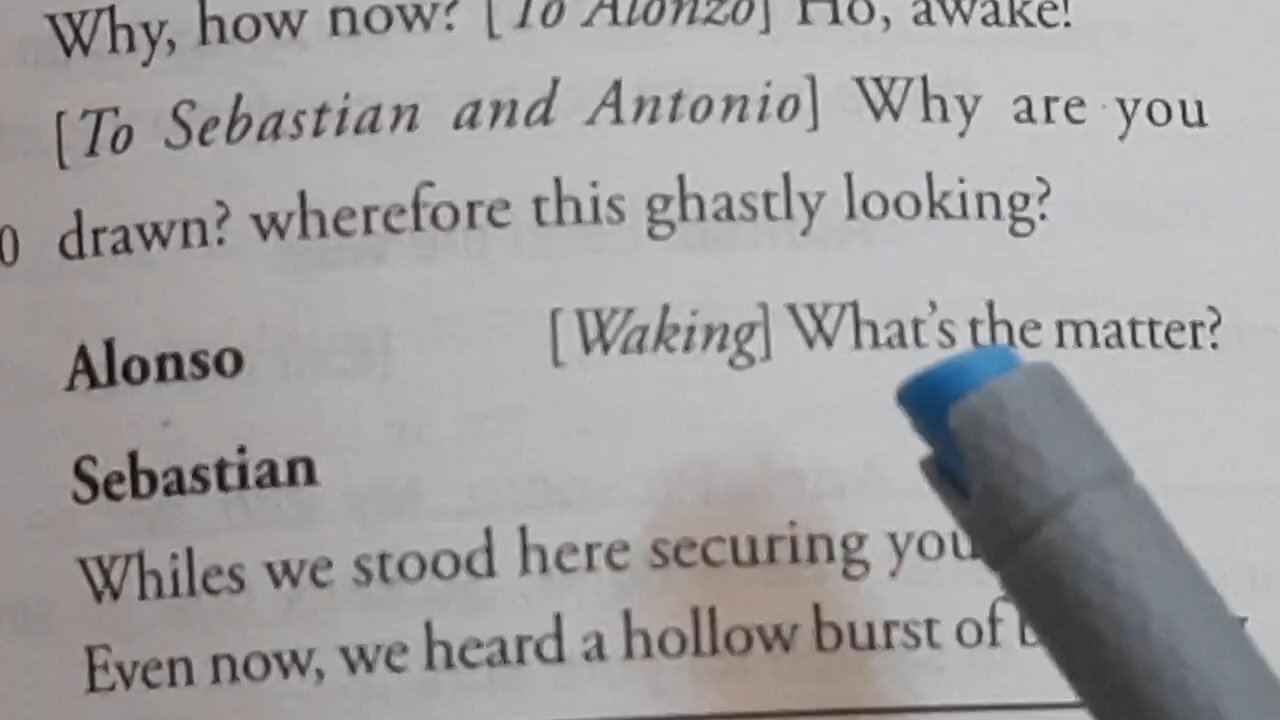 Why, how now? [To Alonzo] Ho, awake!
[To Sebastian and Antonio] Why are you
0 drawn? wherefore this ghastly looking?
Alonso [Waking] What's the matter?
Sebastian
Whiles we stood here securing you
Even now, we heard a hollow burst of